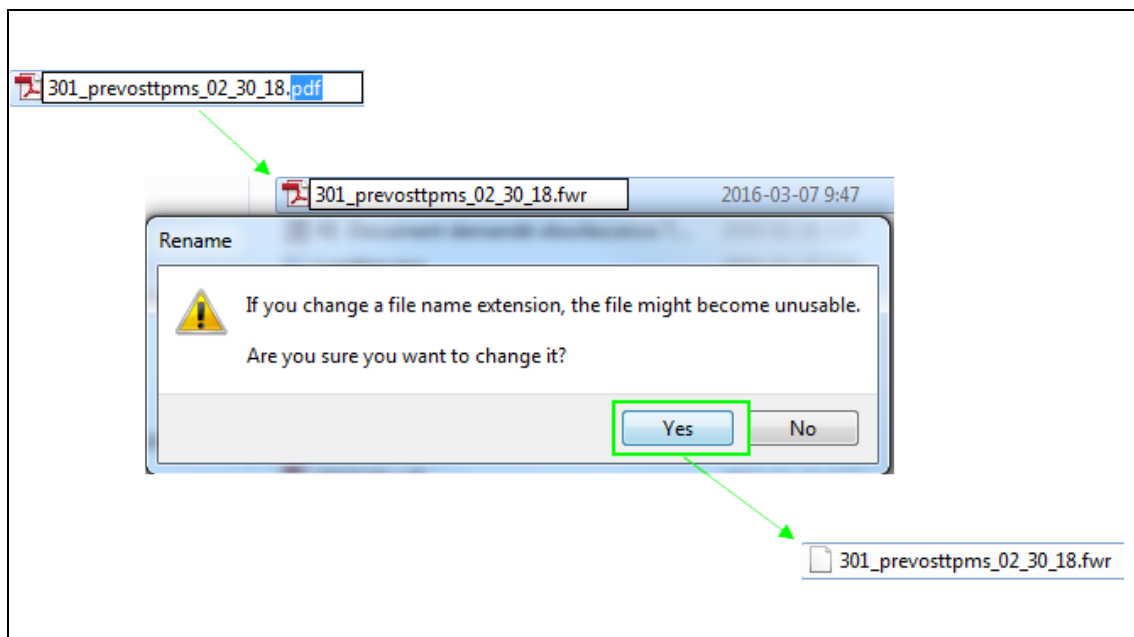 301_prevosttpms_02_30_18.pdf
301_prevosttpms_02_30_18.fwr 2016-03-07 9:47
Rename
If you change a file name extension, the file might become unusable.
Are you sure you want to change it?
Yes No
301_prevosttpms_02_30_18.fwr